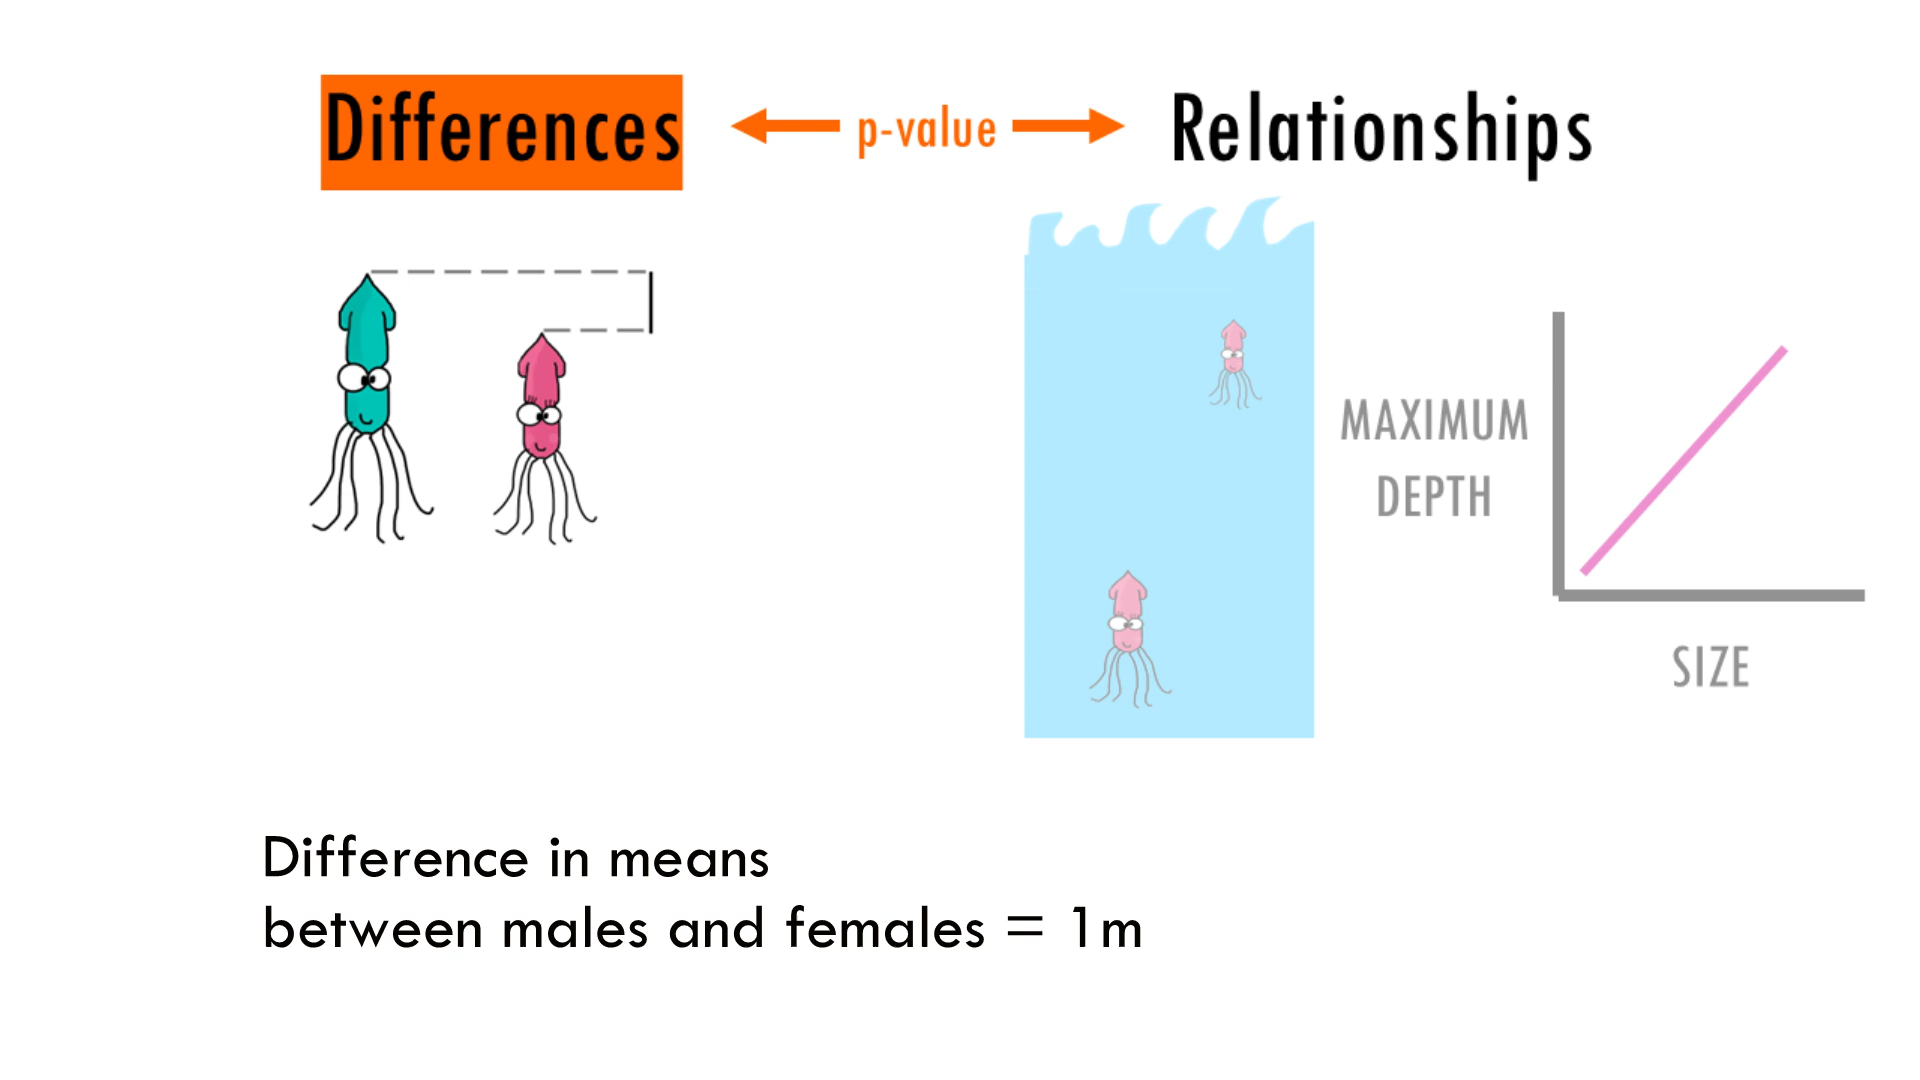 Differences
p-value
Relationships
MAXIMUM
DEPTH
SIZE
Difference in means
between males and females = 1m